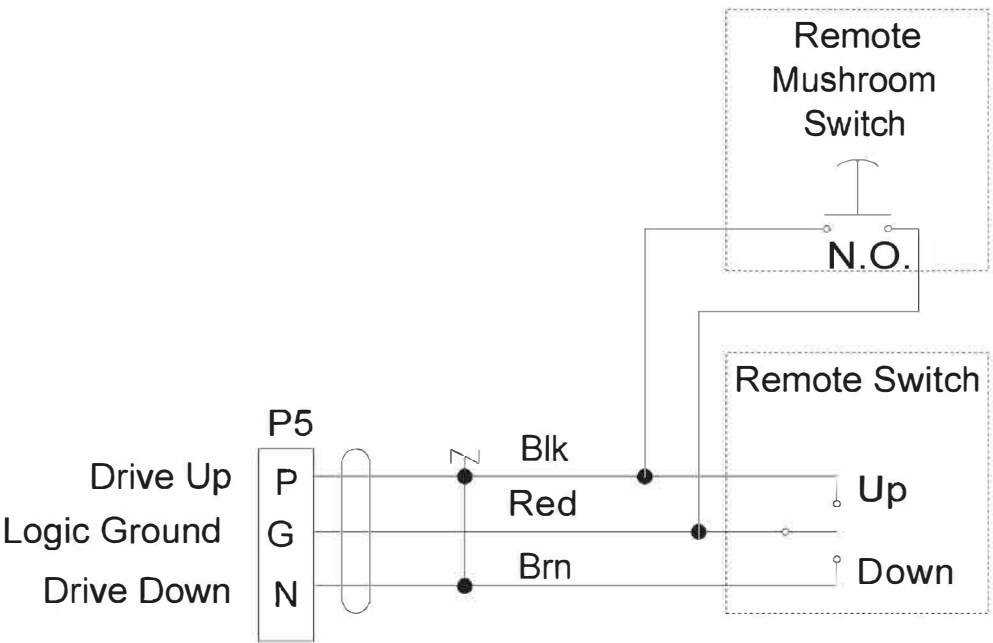 Remote
Mushroom
Switch
N.O.
Remote Switch
P5
Blk
Drive Up P
Up
Red
Logic Ground G
Brn
Down
Drive Down N